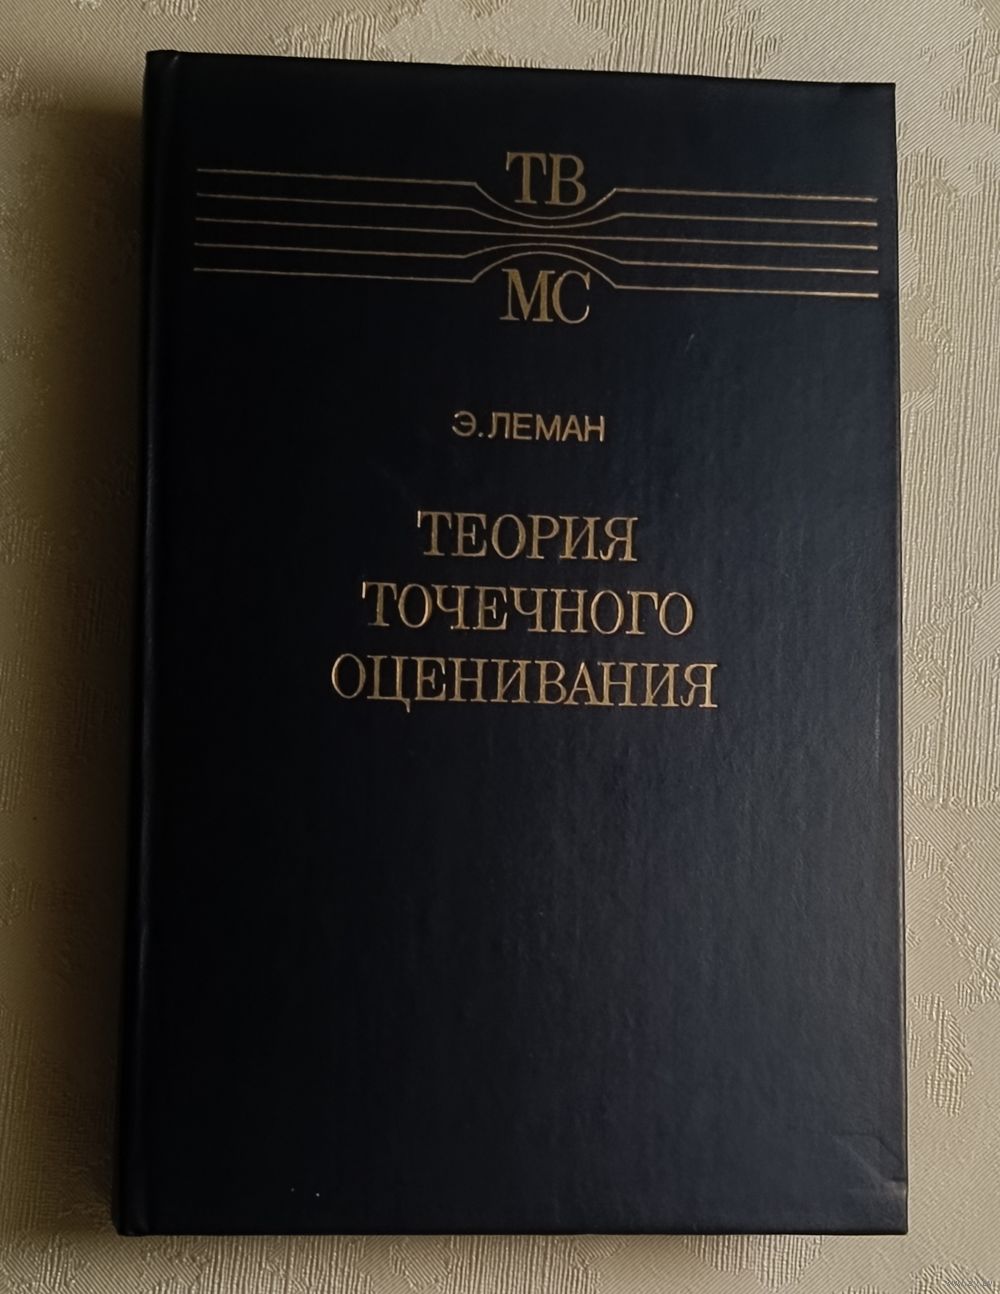 ТВ
МС
Э.ЛЕМАН
ТЕОРИЯ
ТОЧЕЧНОГО
ОЦЕНИВАНИЯ